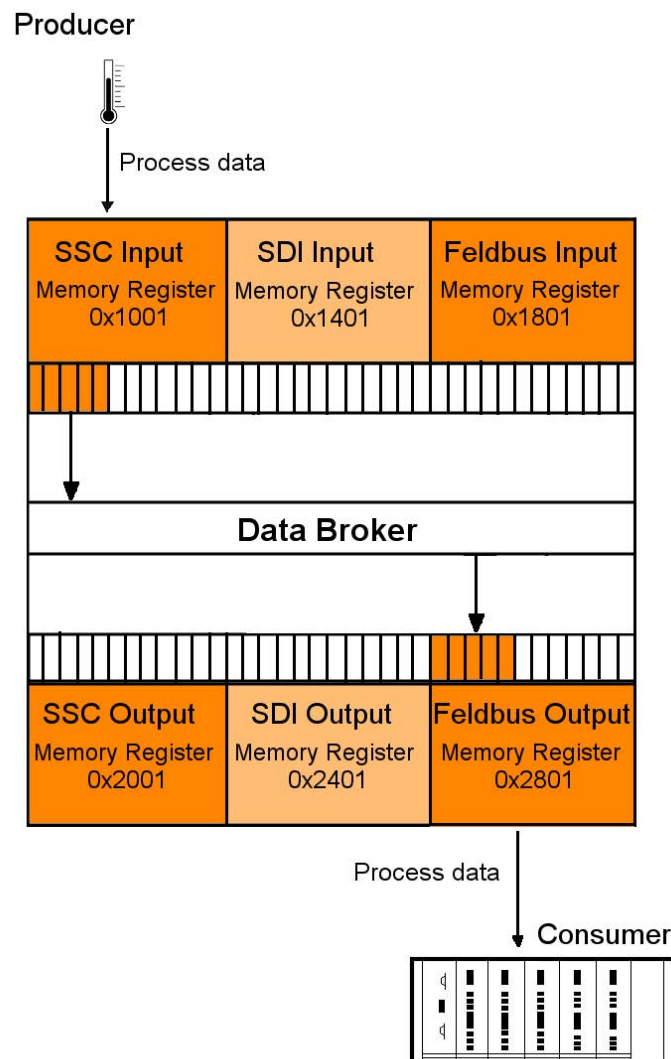 Producer
Process data
SSC Input
Memory Register
0x1001
SDI Input
Memory Register
0x1401
Feldbus Input
Memory Register
0x1801
Data Broker
SSC Output
Memory Register
0x2001
SDI Output
Memory Register
0x2401
Feldbus Output
Memory Register
0x2801
Process data
Consumer